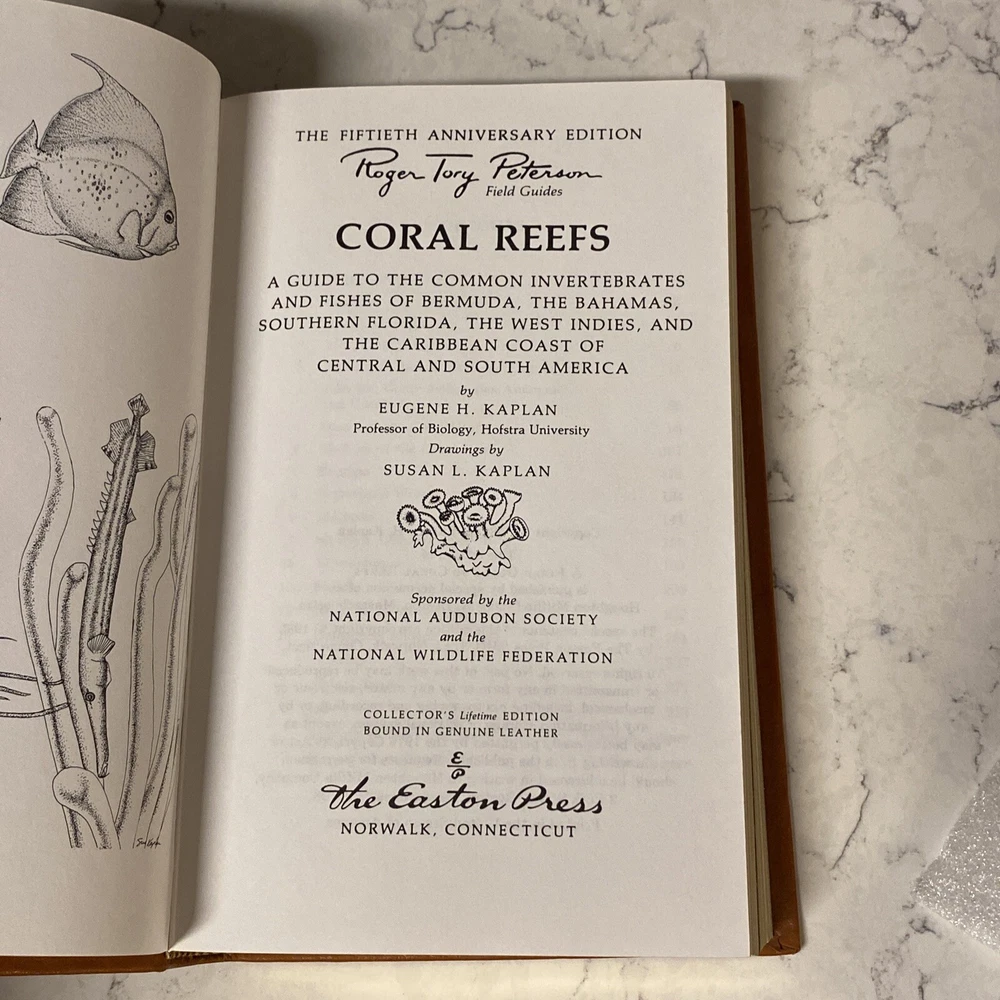 THE FIFTIETH ANNIVERSARY EDITION
Roger Tory Peterson
Field Guides
CORAL REEFS
A GUIDE TO THE COMMON INVERTEBRATES
AND FISHES OF BERMUDA, THE BAHAMAS,
SOUTHERN FLORIDA, THE WEST INDIES, AND
THE CARIBBEAN COAST OF
CENTRAL AND SOUTH AMERICA
by
EUGENE H. KAPLAN
Professor of Biology, Hofstra University
Drawings by
SUSAN L. KAPLAN
Sponsored by the
NATIONAL AUDUBON SOCIETY
and the
NATIONAL WILDLIFE FEDERATION
COLLECTOR'S Lifetime EDITION
BOUND IN GENUINE LEATHER
EP
The Easton Press
NORWALK, CONNECTICUT